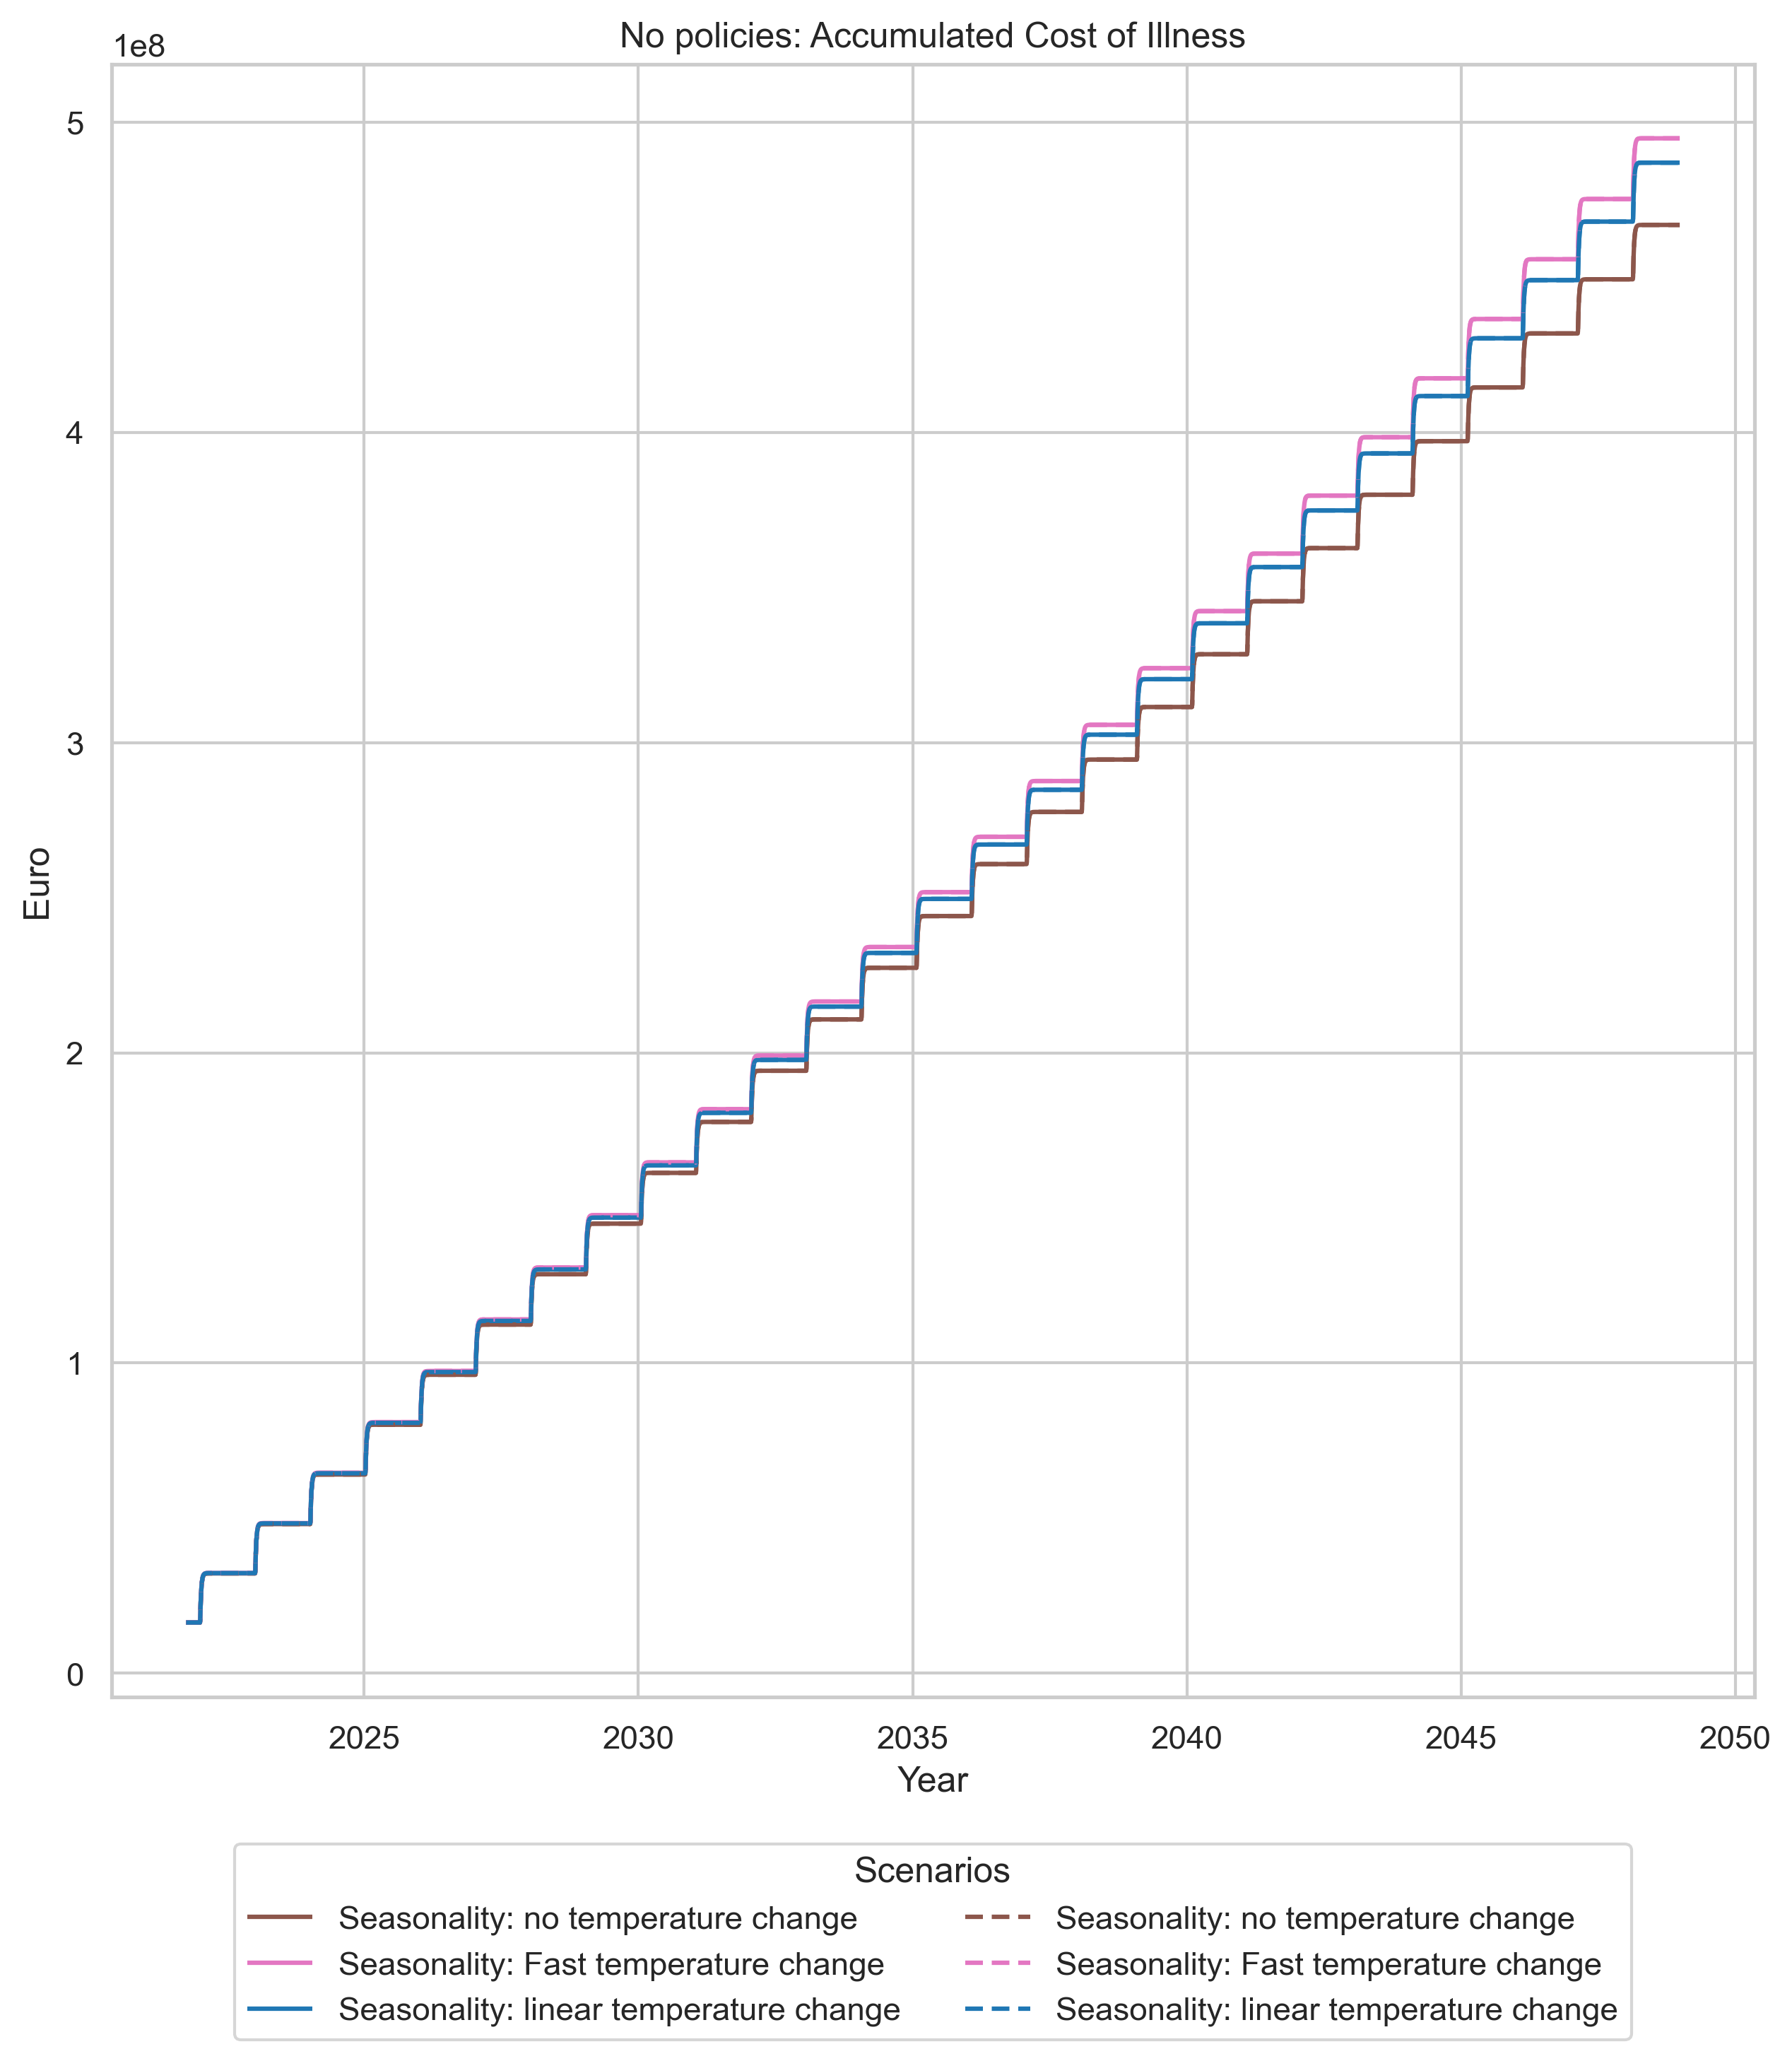 No policies: Accumulated Cost of Illness
1e8
5
4
3
2
1
0
Euro
2025 2030 2035 2040 2045 2050
Year
Scenarios
Seasonality: no temperature change Seasonality: no temperature change
Seasonality: Fast temperature change Seasonality: Fast temperature change
Seasonality: linear temperature change Seasonality: linear temperature change